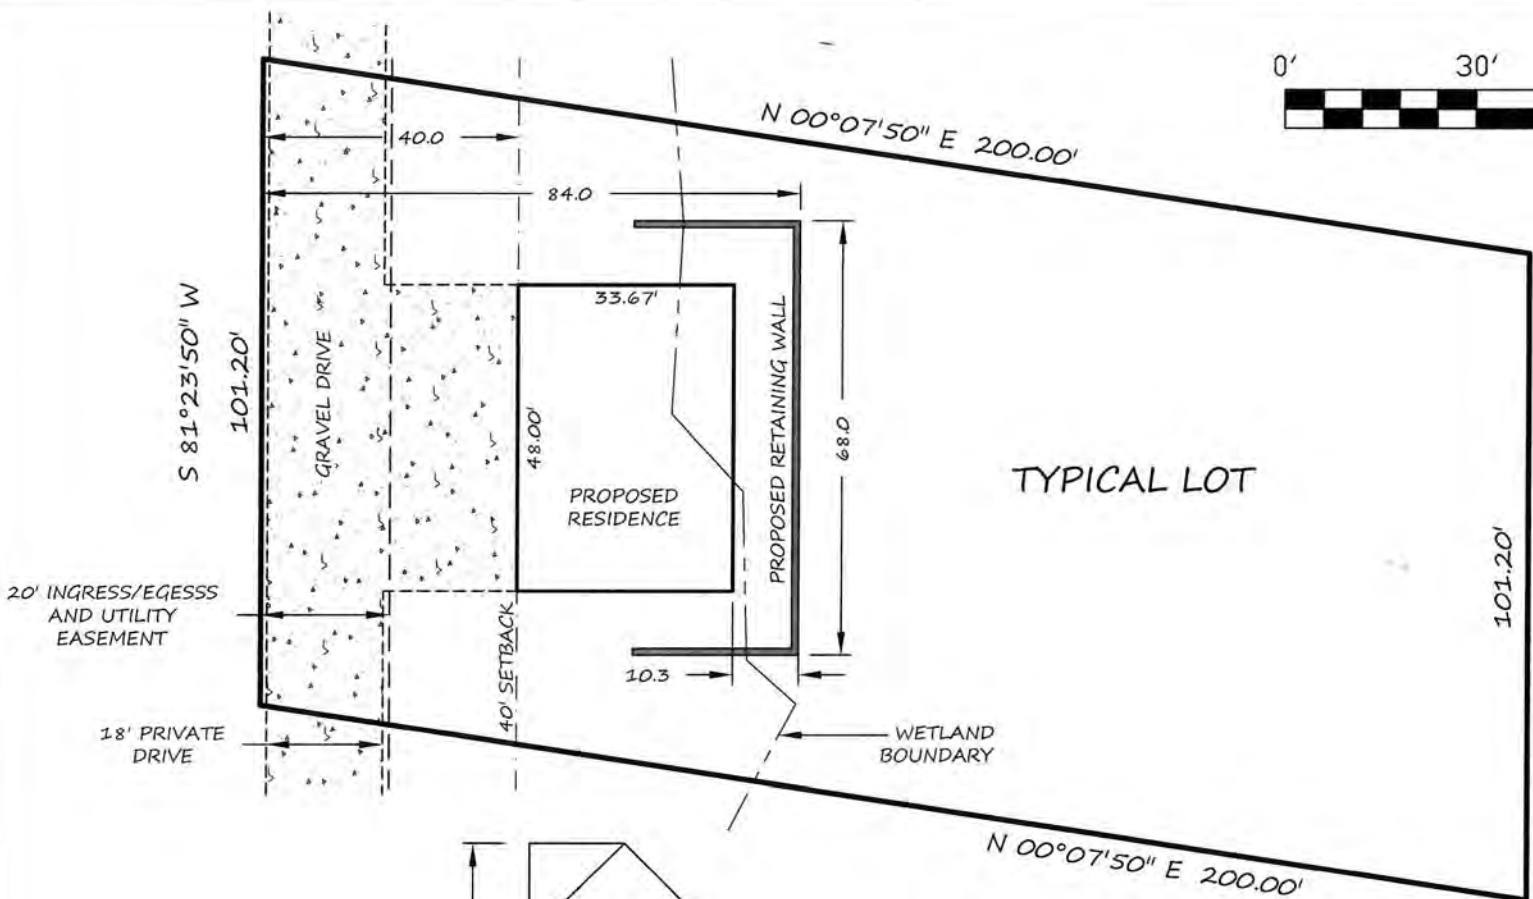 0' 30'
N 00°07'50" E 200.00'
40.0
84.0
S 81°23'50" W
101.20'
GRAVEL DRIVE
33.67'
48.00'
PROPOSED
RESIDENCE
PROPOSED RETAINING WALL
68.0
TYPICAL LOT
101.20'
20' INGRESS/EGESSS
AND UTILITY
EASEMENT
40' SETBACK
10.3
18' PRIVATE
DRIVE
WETLAND
BOUNDARY
N 00°07'50" E 200.00'